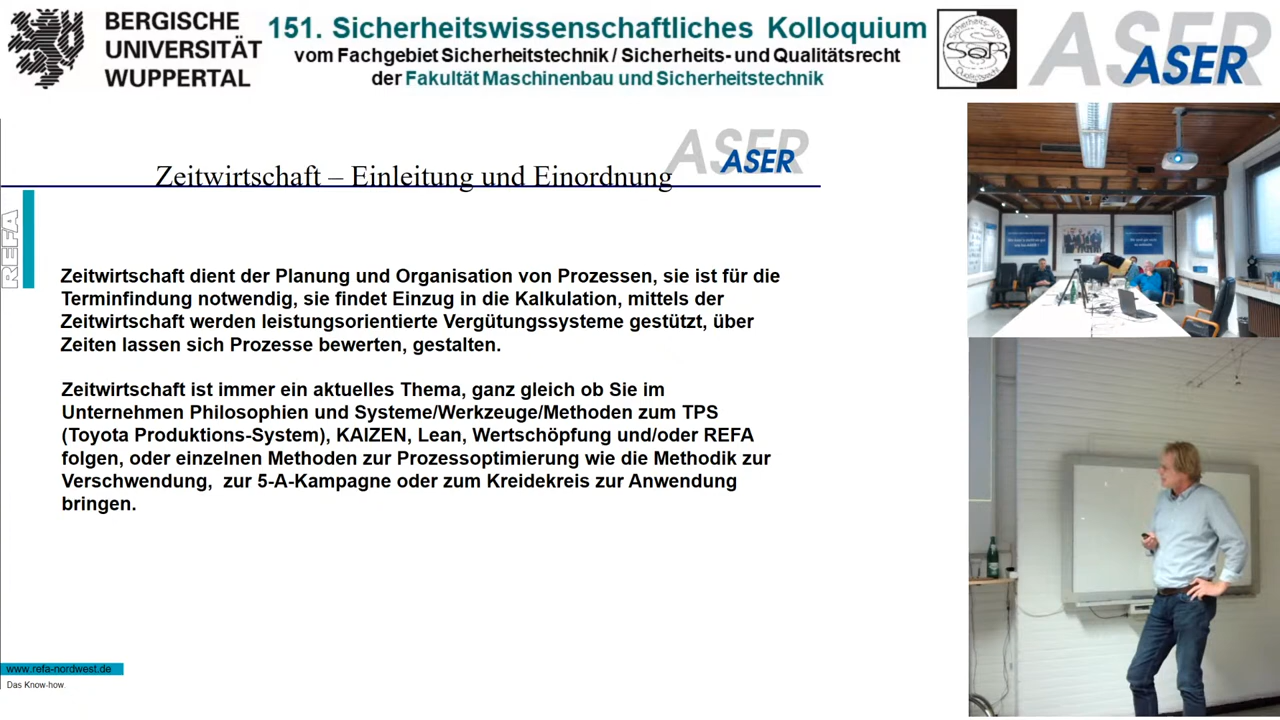 BERGISCHE
UNIVERSITÄT
WUPPERTAL
151. Sicherheitswissenschaftliches Kolloquium
vom Fachgebiet Sicherheitstechnik / Sicherheits- und Qualitätsrecht
der Fakultät Maschinenbau und Sicherheitstechnik
SQR
ASER
ASER
ASER
ASER
Zeitwirtschaft – Einleitung und Einordnung
REFA
Zeitwirtschaft dient der Planung und Organisation von Prozessen, sie ist für die
Terminfindung notwendig, sie findet Einzug in die Kalkulation, mittels der
Zeitwirtschaft werden leistungsorientierte Vergütungssysteme gestützt, über
Zeiten lassen sich Prozesse bewerten, gestalten.
Zeitwirtschaft ist immer ein aktuelles Thema, ganz gleich ob Sie im
Unternehmen Philosophien und Systeme/Werkzeuge/Methoden zum TPS
(Toyota Produktions-System), KAIZEN, Lean, Wertschöpfung und/oder REFA
folgen, oder einzelnen Methoden zur Prozessoptimierung wie die Methodik zur
Verschwendung, zur 5-A-Kampagne oder zum Kreidekreis zur Anwendung
bringen.
www.refa-nordwest.de
Das Know-how.